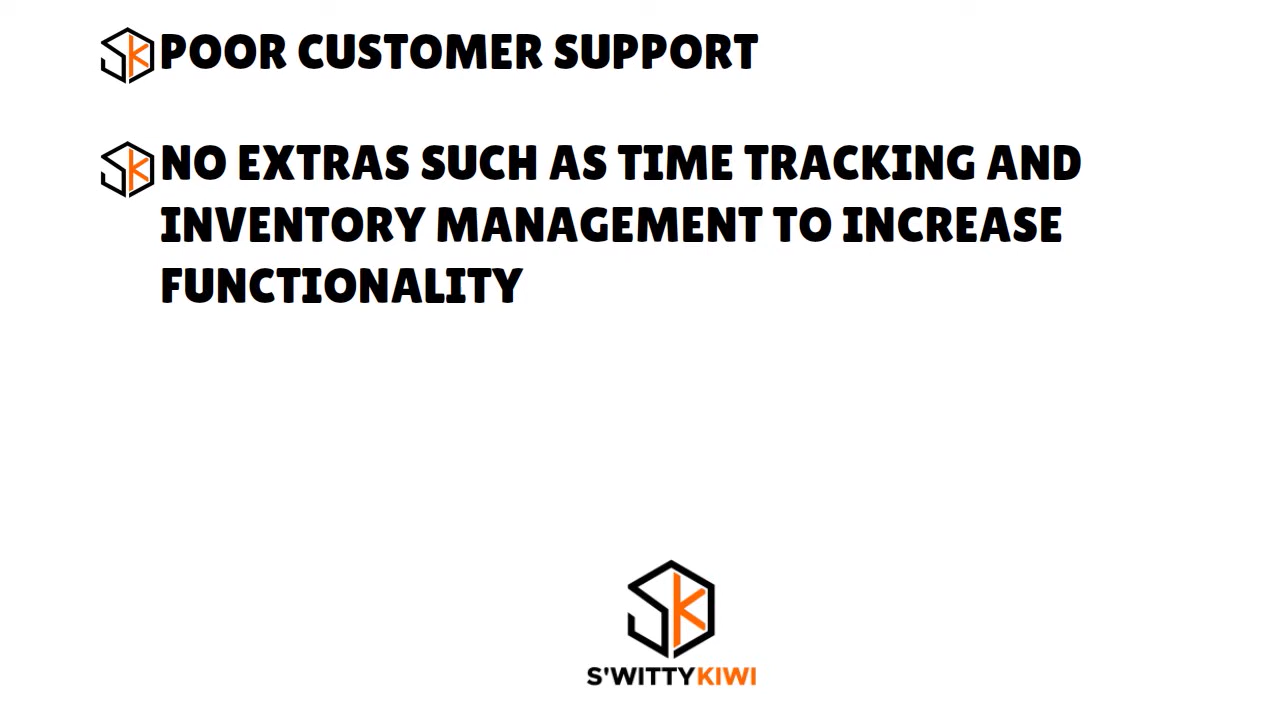 POOR CUSTOMER SUPPORT
NO EXTRAS SUCH AS TIME TRACKING AND
INVENTORY MANAGEMENT TO INCREASE
FUNCTIONALITY
S'WITTYKIWI